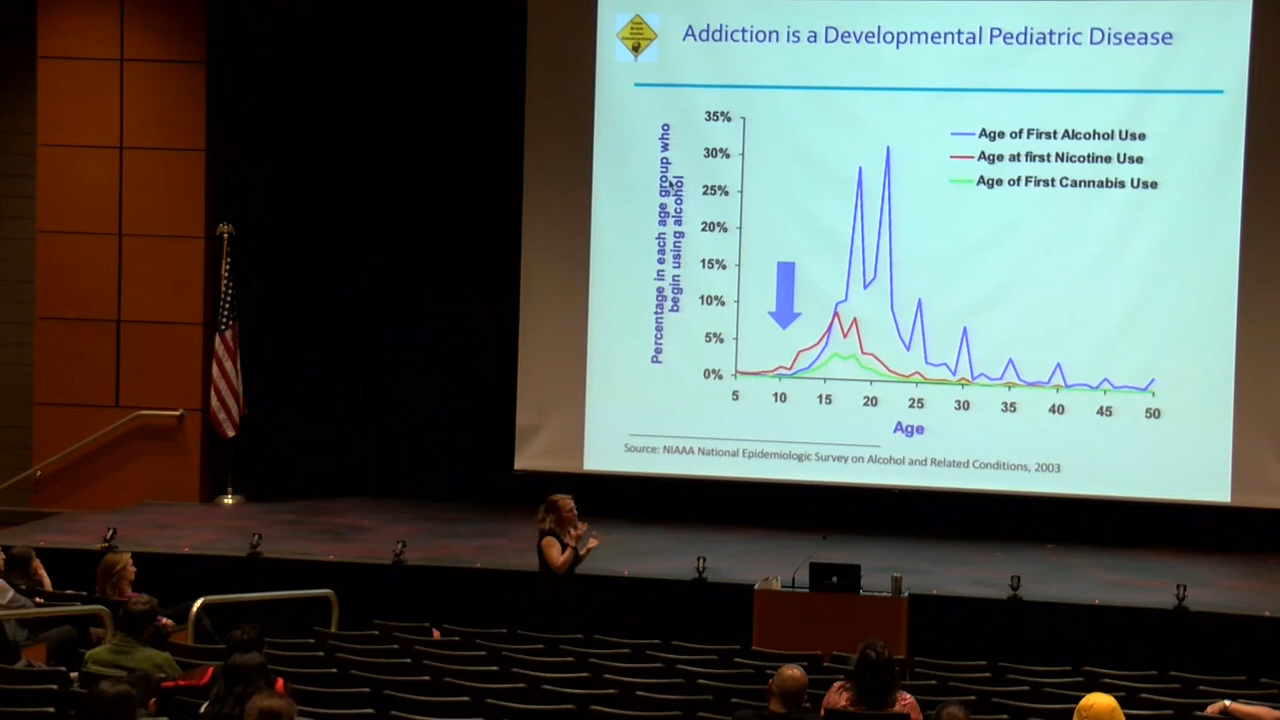 Addiction is a Developmental Pediatric Disease
Percentage in each age group who
begin using alcohol
35%
30%
25%
20%
15%
10%
5%
0%
Age of First Alcohol Use
Age at first Nicotine Use
Age of First Cannabis Use
5 10 15 20 25 30 35 40 45 50
Age
Source: NIAAA National Epidemiologic Survey on Alcohol and Related Conditions, 2003